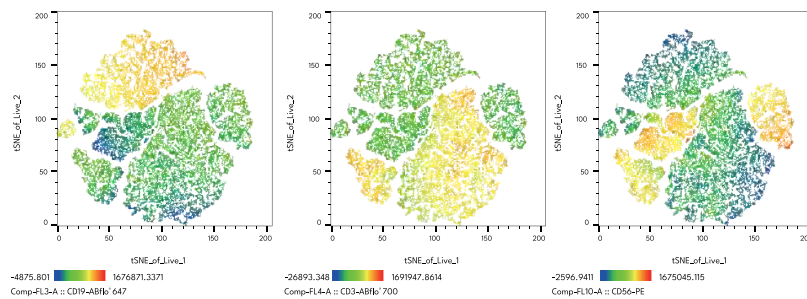 200
150
100
50
0
tSNE_of_Live_2
0 50 100 150 200
tSNE_of_Live_1
-4875.801 1676871.3371
Comp-FL3-A :: CD19-ABflo® 647
200
150
100
50
0
tSNE_of_Live_2
0 50 100 150 200
tSNE_of_Live_1
-26893.348 1691947.8614
Comp-FL4-A :: CD3-ABflo® 700
200
150
100
50
0
tSNE_of_Live_2
0 50 100 150 200
tSNE_of_Live_1
-2596.9411 1675045.115
Comp-FL10-A :: CD56-PE